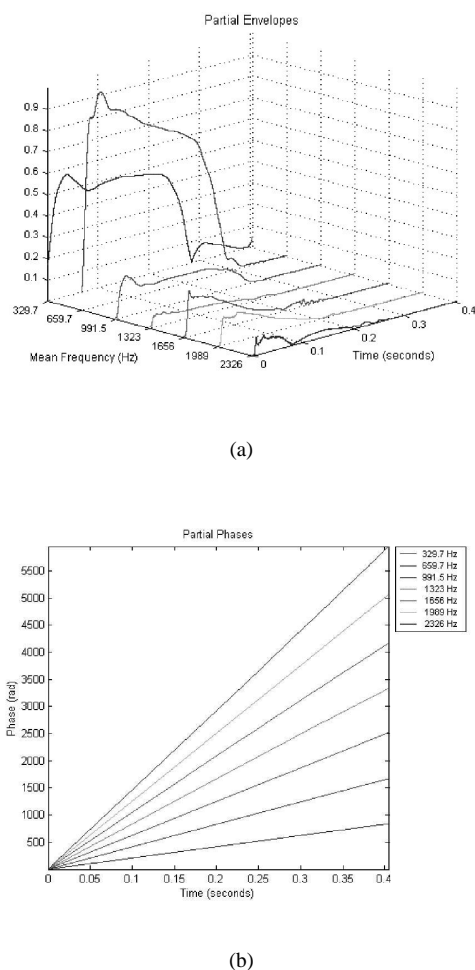 Partial Envelopes
0.9
0.8
0.7
0.6
0.5
0.4
0.3
0.2
0.1
329.7
659.7
991.5
1323
1656
1989
2326
Mean Frequency (Hz)
0
0.1
0.2
0.3
0.4
Time (seconds)
(a)
Partial Phases
5500
5000
4500
4000
3500
3000
2500
2000
1500
1000
500
Phase (rad)
0 0.05 0.1 0.15 0.2 0.25 0.3 0.35 0.4
Time (seconds)
329.7 Hz
659.7 Hz
991.5 Hz
1323 Hz
1656 Hz
1989 Hz
2326 Hz
(b)